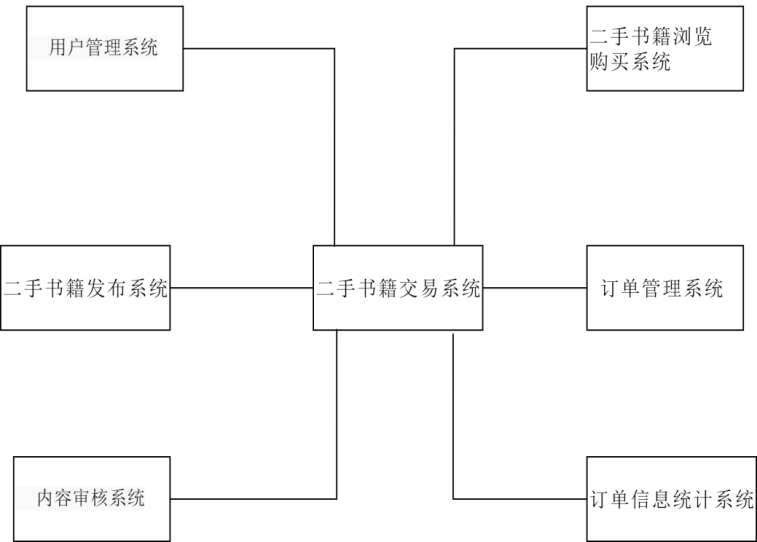 用户管理系统
二手书籍浏览
购买系统
二手书籍发布系统
二手书籍交易系统
订单管理系统
内容审核系统
订单信息统计系统